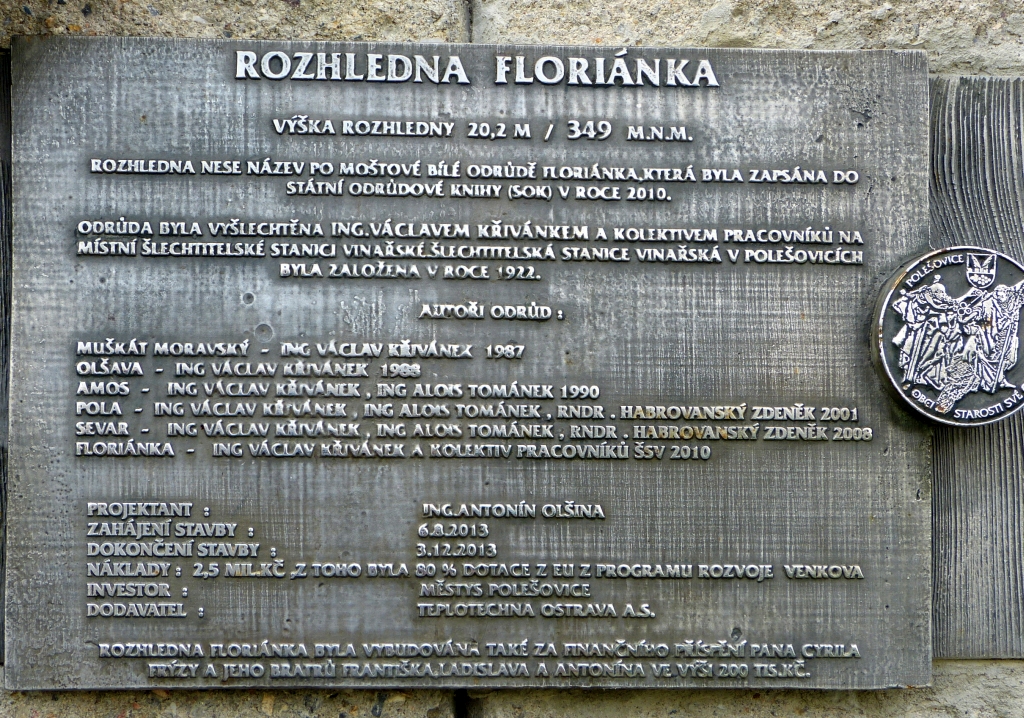 ROZHLEDNA FLORIÁNKA
VÝŠKA ROZHLEDNY 20,2 M / 349 M.N.M.
ROZHLEDNA NESE NÁZEV PO MOŠTOVÉ BÍLÉ ODRŮDĚ FLORIÁNKA,KTERÁ BYLA ZAPSÁNA DO
STÁTNÍ ODRŮDOVÉ KNIHY (SOK) V ROCE 2010.
ODRŮDA BYLA VYŠLECHTĚNA ING.VÁCLAVEM KŘIVÁNKEM A KOLEKTIVEM PRACOVNÍKŮ NA
MÍSTNÍ ŠLECHTITELSKÉ STANICI VINAŘSKÉ.ŠLECHTITELSKÁ STANICE VINAŘSKÁ V POLEŠOVICÍCH
BYLA ZALOŽENA V ROCE 1922.
AUTOŘI ODRŮD :
MUŠKÁT MORAVSKÝ - ING VÁCLAV KŘIVÁNEK 1987
OLŠAVA - ING VÁCLAV KŘIVÁNEK 1988
AMOS - ING VÁCLAV KŘIVÁNEK , ING ALOIS TOMÁNEK 1990
POLA - ING VÁCLAV KŘIVÁNEK , ING ALOIS TOMÁNEK , RNDR . HABROVANSKÝ ZDENĚK 2001
SEVAR - ING VÁCLAV KŘIVÁNEK , ING ALOIS TOMÁNEK , RNDR . HABROVANSKÝ ZDENĚK 2008
FLORIÁNKA - ING VÁCLAV KŘIVÁNEK A KOLEKTIV PRACOVNÍKŮ ŠSV 2010
PROJEKTANT : ING.ANTONÍN OLŠINA
ZAHÁJENÍ STAVBY : 6.8.2013
DOKONČENÍ STAVBY : 3.12.2013
NÁKLADY : 2,5 MIL.KČ ,Z TOHO BYLA 80 % DOTACE Z EU Z PROGRAMU ROZVOJE VENKOVA
INVESTOR : MĚSTYS POLEŠOVICE
DODAVATEL : TEPLOTECHNA OSTRAVA A.S.
ROZHLEDNA FLORIÁNKA BYLA VYBUDOVÁNA TAKÉ ZA FINANČNÍHO PŘISPĚNÍ PANA CYRILA
FRÝZY A JEHO BRATRŮ FRANTIŠKA,LADISLAVA A ANTONÍNA VE VÝŠI 200 TIS.KČ.
POLEŠOVICE
OBCI
STAROSTI SVÉ